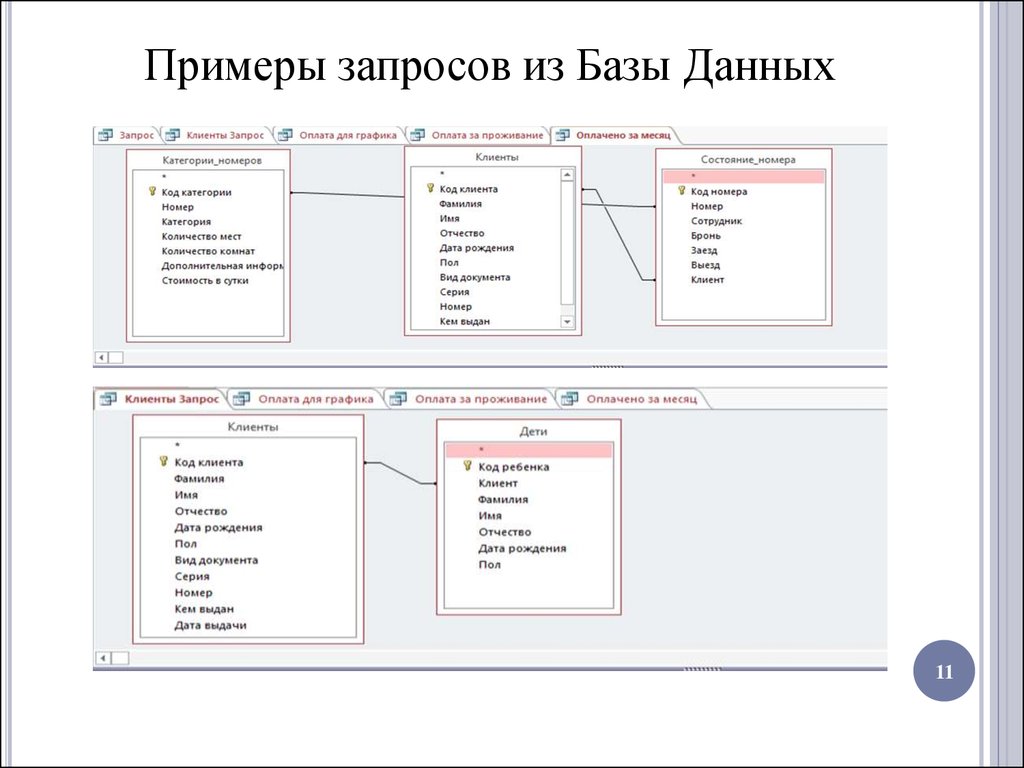 Примеры запросов из Базы Данных
Запрос Клиенты Запрос Оплата для графика Оплата за проживание Оплачено за месяц
Категории_номеров
*
Код категории
Номер
Категория
Количество мест
Количество комнат
Дополнительная информ
Стоимость в сутки
Клиенты
*
Код клиента
Фамилия
Имя
Отчество
Дата рождения
Пол
Вид документа
Серия
Номер
Кем выдан
Состояние_номера
*
Код номера
Номер
Сотрудник
Бронь
Заезд
Выезд
Клиент
Клиенты Запрос Оплата для графика Оплата за проживание Оплачено за месяц
Клиенты
*
Код клиента
Фамилия
Имя
Отчество
Дата рождения
Пол
Вид документа
Серия
Номер
Кем выдан
Дата выдачи
Дети
*
Код ребенка
Клиент
Фамилия
Имя
Отчество
Дата рождения
Пол
11